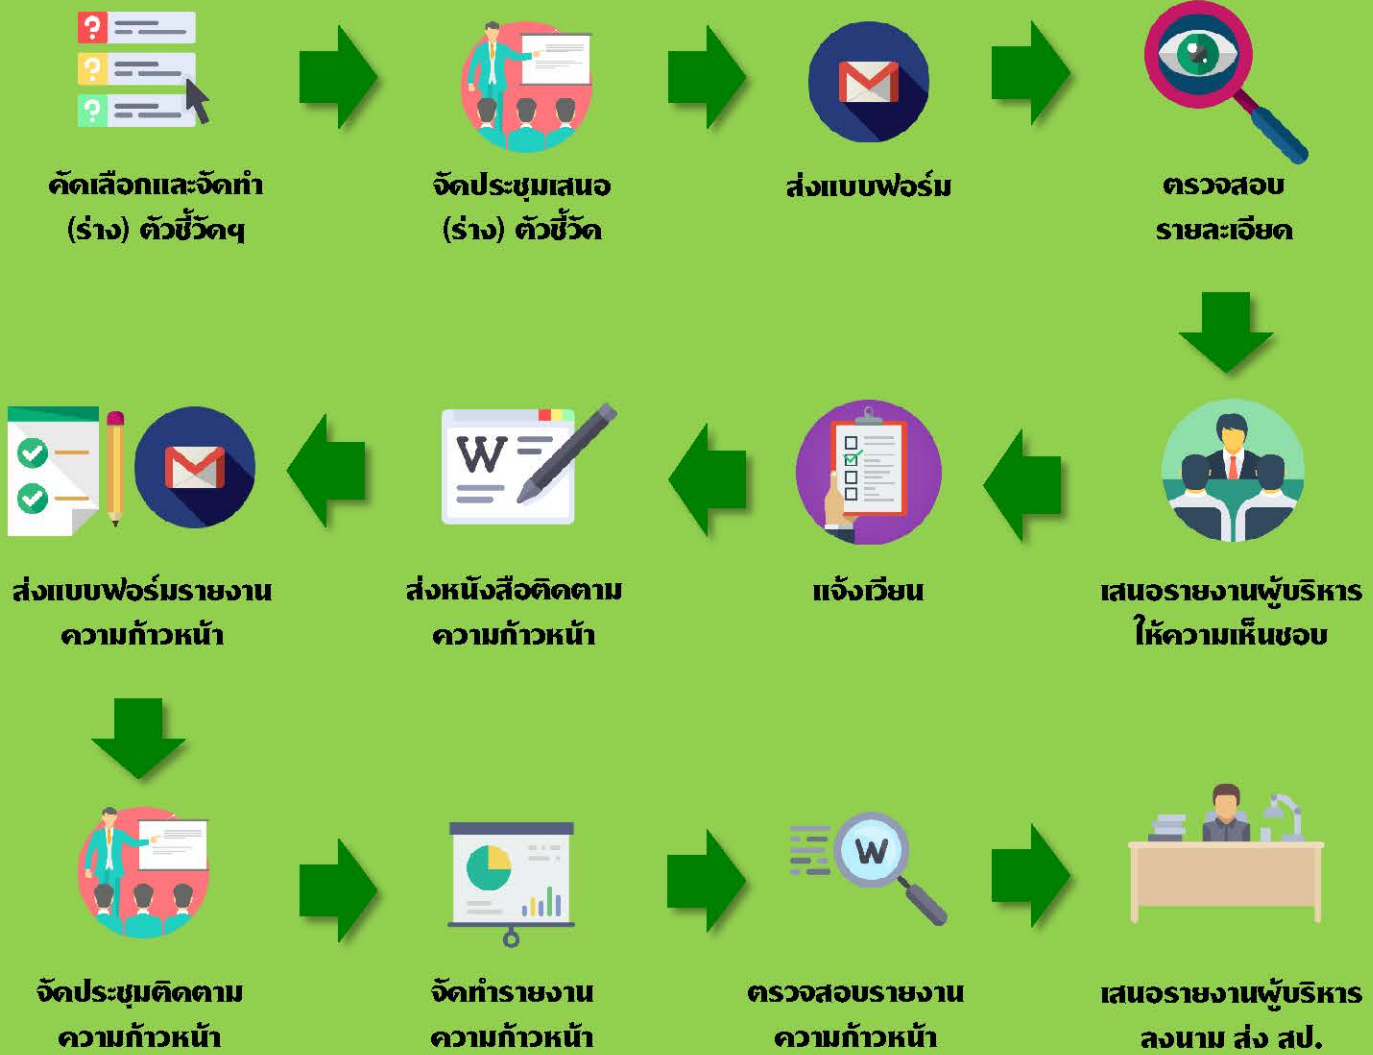 คัดเลือกและจัดทำ
(ร่าง) ตัวชี้วัดฯ
จัดประชุมเสนอ
(ร่าง) ตัวชี้วัด
ส่งแบบฟอร์ม
ตรวจสอบ
รายละเอียด
ส่งแบบฟอร์มรายงาน
ความก้าวหน้า
W
ส่งหนังสือติดตาม
ความก้าวหน้า
แจ้งเวียน
เสนอรายงานผู้บริหาร
ให้ความเห็นชอบ
จัดประชุมติดตาม
ความก้าวหน้า
จัดทำรายงาน
ความก้าวหน้า
W
ตรวจสอบรายงาน
ความก้าวหน้า
เสนอรายงานผู้บริหาร
ลงนาม ส่ง สป.